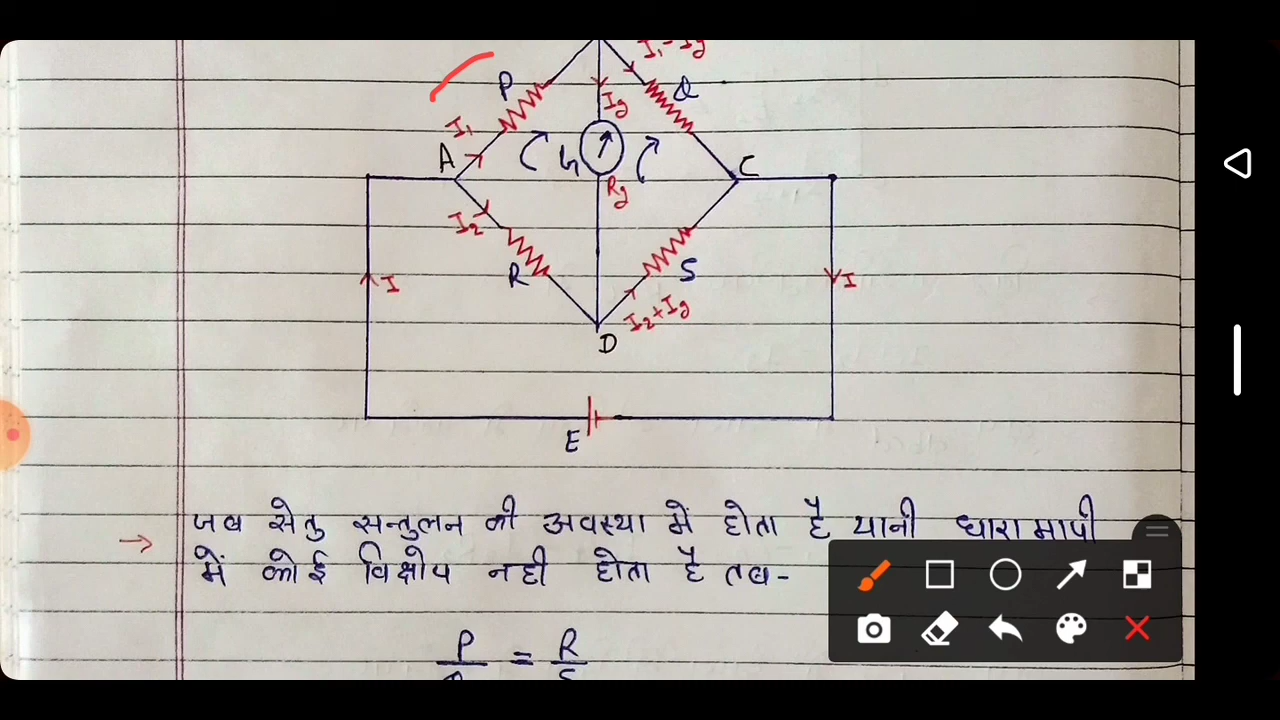 I₁-Ig
P
Q
Ig
I₁
A
G
C
Rg
I₂
R
S
I
I
I₂+Ig
D
E
जब सेतु सन्तुलन की अवस्था में होता है यानी धारामापी
में कोई विक्षोप नही होता है तब-
P/Q = R/S